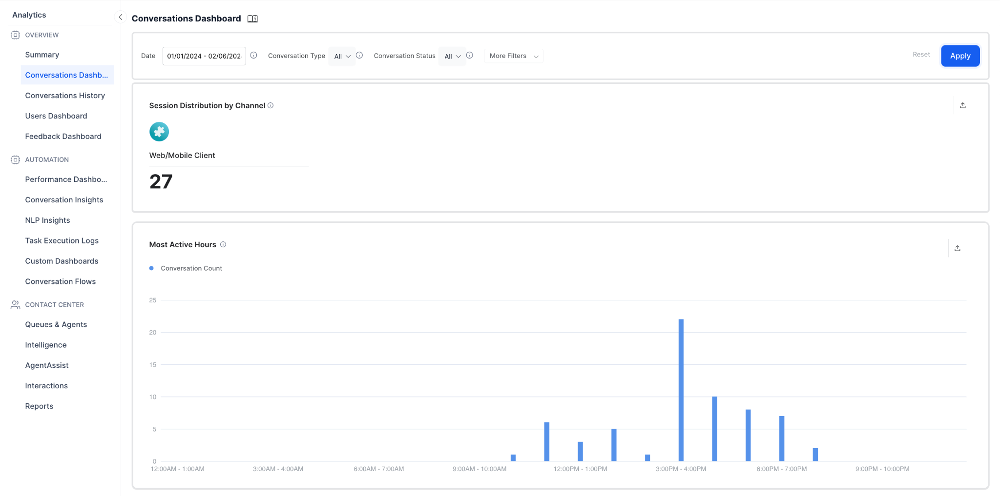 Analytics
OVERVIEW
Summary
Conversations Dashb...
Conversations History
Users Dashboard
Feedback Dashboard
AUTOMATION
Performance Dashbo...
Conversation Insights
NLP Insights
Task Execution Logs
Custom Dashboards
Conversation Flows
CONTACT CENTER
Queues & Agents
Intelligence
AgentAssist
Interactions
Reports
Conversations Dashboard
Date 01/01/2024 - 02/06/202 Conversation Type All Conversation Status All More Filters Reset Apply
Session Distribution by Channel
Web/Mobile Client
27
Most Active Hours
Conversation Count
25
20
15
10
5
0
12:00AM - 1:00AM 3:00AM - 4:00AM 6:00AM - 7:00AM 9:00AM - 10:00AM 12:00PM - 1:00PM 3:00PM - 4:00PM 6:00PM - 7:00PM 9:00PM - 10:00PM